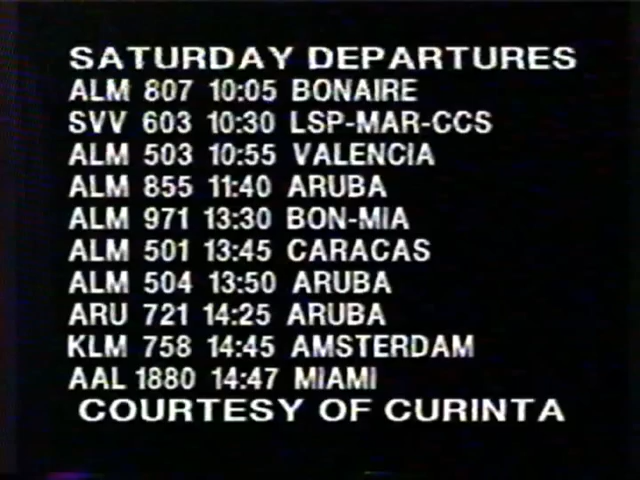 SATURDAY DEPARTURES
ALM 807 10:05 BONAIRE
SVV 603 10:30 LSP-MAR-CCS
ALM 503 10:55 VALENCIA
ALM 855 11:40 ARUBA
ALM 971 13:30 BON-MIA
ALM 501 13:45 CARACAS
ALM 504 13:50 ARUBA
ARU 721 14:25 ARUBA
KLM 758 14:45 AMSTERDAM
AAL 1880 14:47 MIAMI
COURTESY OF CURINTA